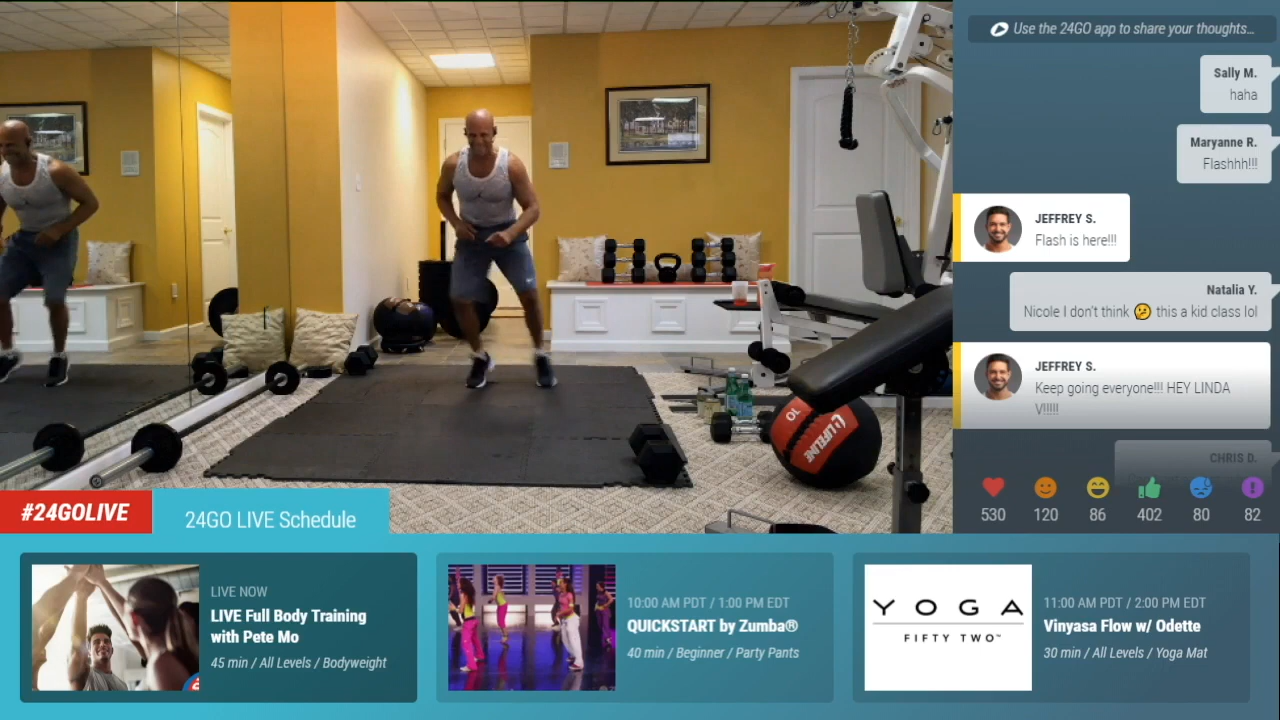 Use the 24GO app to share your thoughts...
Sally M.
haha
Maryanne R.
Flashhh!!!
JEFFREY S.
Flash is here!!!
Natalia Y.
Nicole I don't think 🤔 this a kid class lol
JEFFREY S.
Keep going everyone!!! HEY LINDA
V!!!!!
CHRIS D.
530 120 86 402 80 82
10
LIFELINE
#24GOLIVE
24GO LIVE Schedule
LIVE NOW
LIVE Full Body Training
with Pete Mo
45 min / All Levels / Bodyweight
10:00 AM PDT / 1:00 PM EDT
QUICKSTART by Zumba®
40 min / Beginner / Party Pants
YOGA
FIFTY TWO™
11:00 AM PDT / 2:00 PM EDT
Vinyasa Flow w/ Odette
30 min / All Levels / Yoga Mat